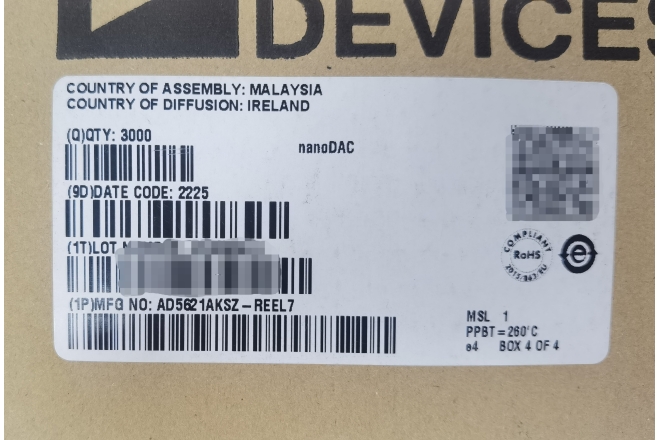 DEVICES
COUNTRY OF ASSEMBLY: MALAYSIA
COUNTRY OF DIFFUSION: IRELAND
(Q)QTY: 3000
nanoDAC
(9D)DATE CODE: 2225
(1T)LOT
COMPLIANT
RoHS
(1P)MFG NO: AD5621AKSZ-REEL7
MSL 1
PPBT=260°C
e4 BOX 4 OF 4